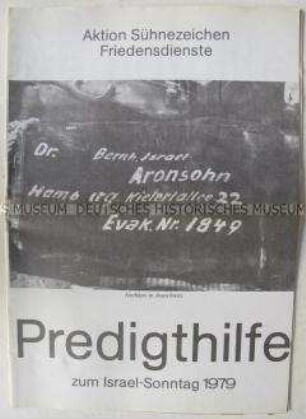 Aktion Sühnezeichen
Friedensdienste
Dr. Bernh. Israel
Aronsohn
Hamburg Kielortallee 22
MUSEUM DEUTSCHES HISTORISCHES MUSEUM
Evak. Nr. 1849
Predigthilfe
zum Israel-Sonntag 1979